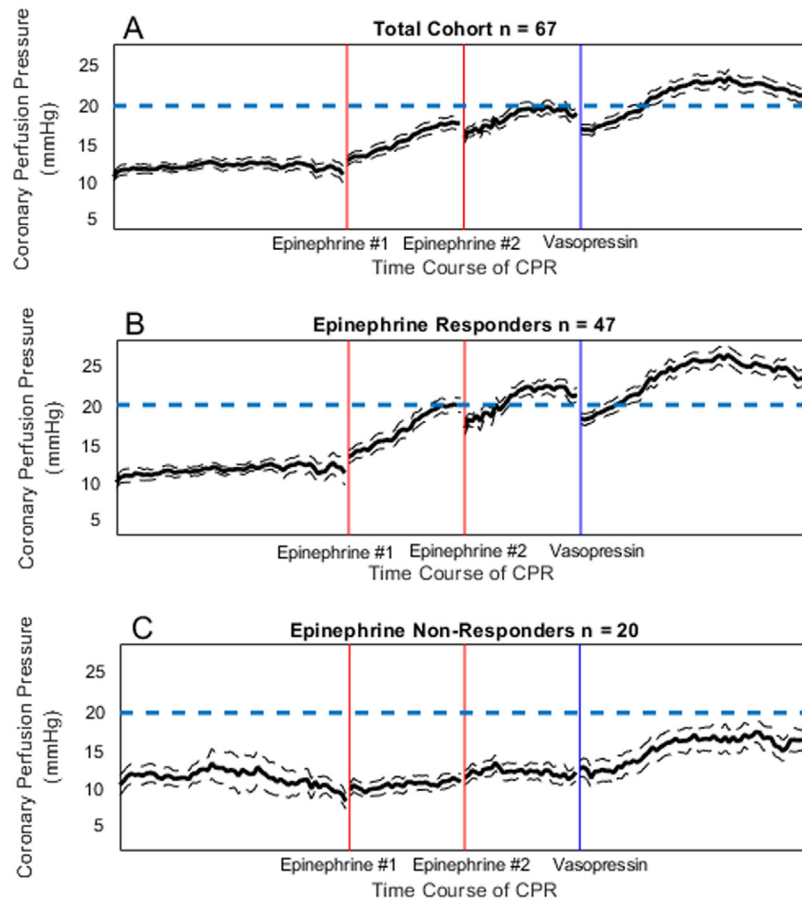 A
Total Cohort n = 67
Coronary Perfusion Pressure
(mmHg)
25
20
15
10
5
Epinephrine #1 Epinephrine #2 Vasopressin
Time Course of CPR
B
Epinephrine Responders n = 47
Coronary Perfusion Pressure
(mmHg)
25
20
15
10
5
Epinephrine #1 Epinephrine #2 Vasopressin
Time Course of CPR
C
Epinephrine Non-Responders n = 20
Coronary Perfusion Pressure
(mmHg)
25
20
15
10
5
Epinephrine #1 Epinephrine #2 Vasopressin
Time Course of CPR